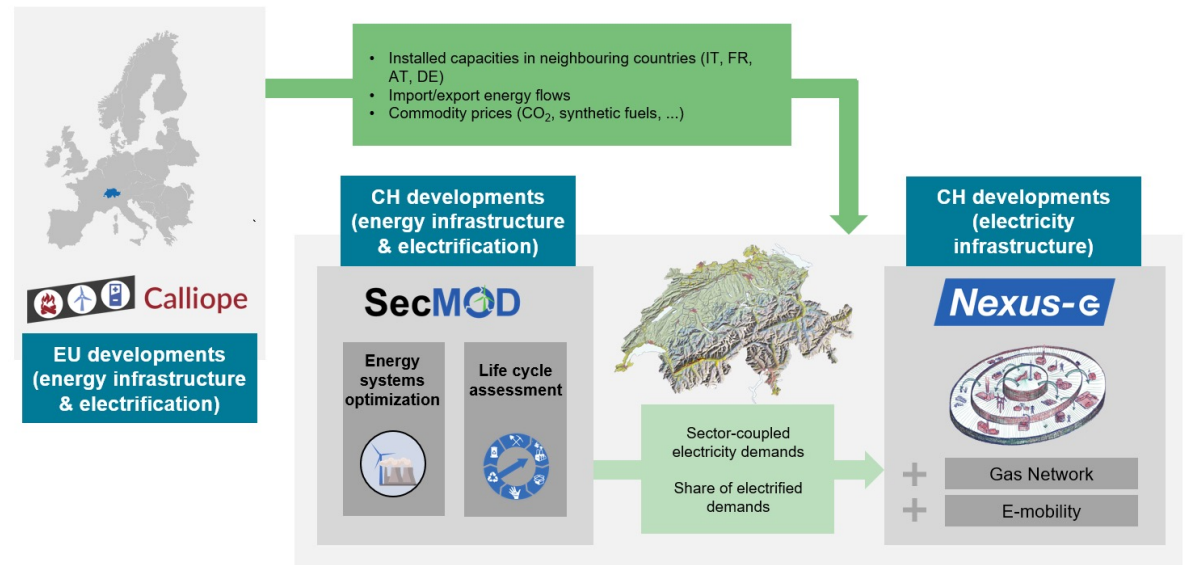 • Installed capacities in neighbouring countries (IT, FR,
AT, DE)
• Import/export energy flows
• Commodity prices (CO₂, synthetic fuels, ...)
Calliope
EU developments
(energy infrastructure
& electrification)
CH developments
(energy infrastructure
& electrification)
SecMOD
Energy
systems
optimization
Life cycle
assessment
Sector-coupled
electricity demands
Share of electrified
demands
CH developments
(electricity
infrastructure)
Nexus-e
+ Gas Network
+ E-mobility